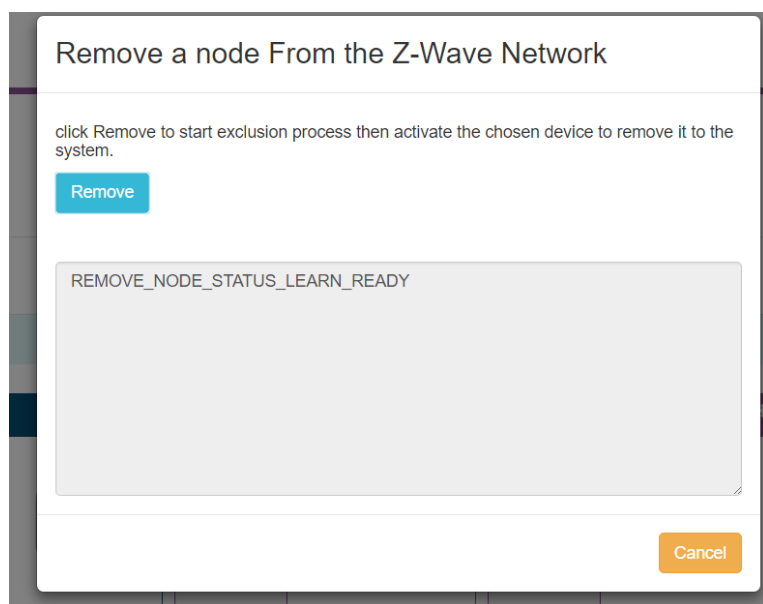 Remove a node From the Z-Wave Network
click Remove to start exclusion process then activate the chosen device to remove it to the
system.
Remove
REMOVE_NODE_STATUS_LEARN_READY
Cancel